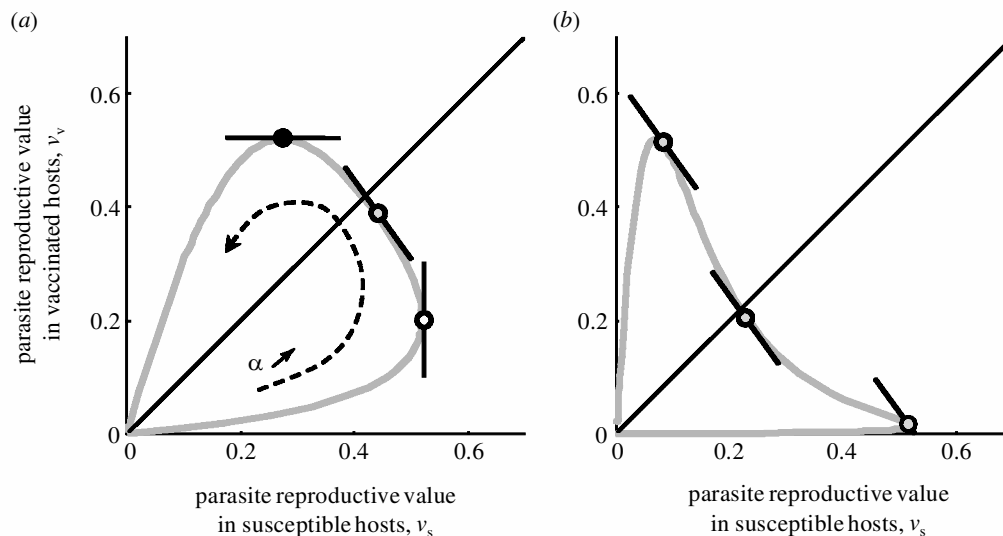 (a)
(b)
parasite reproductive value
in vaccinated hosts, vᵥ
0.6
0.4
0.2
0
α
0 0.2 0.4 0.6
parasite reproductive value
in susceptible hosts, vₛ
0.6
0.4
0.2
0
0 0.2 0.4 0.6
parasite reproductive value
in susceptible hosts, vₛ